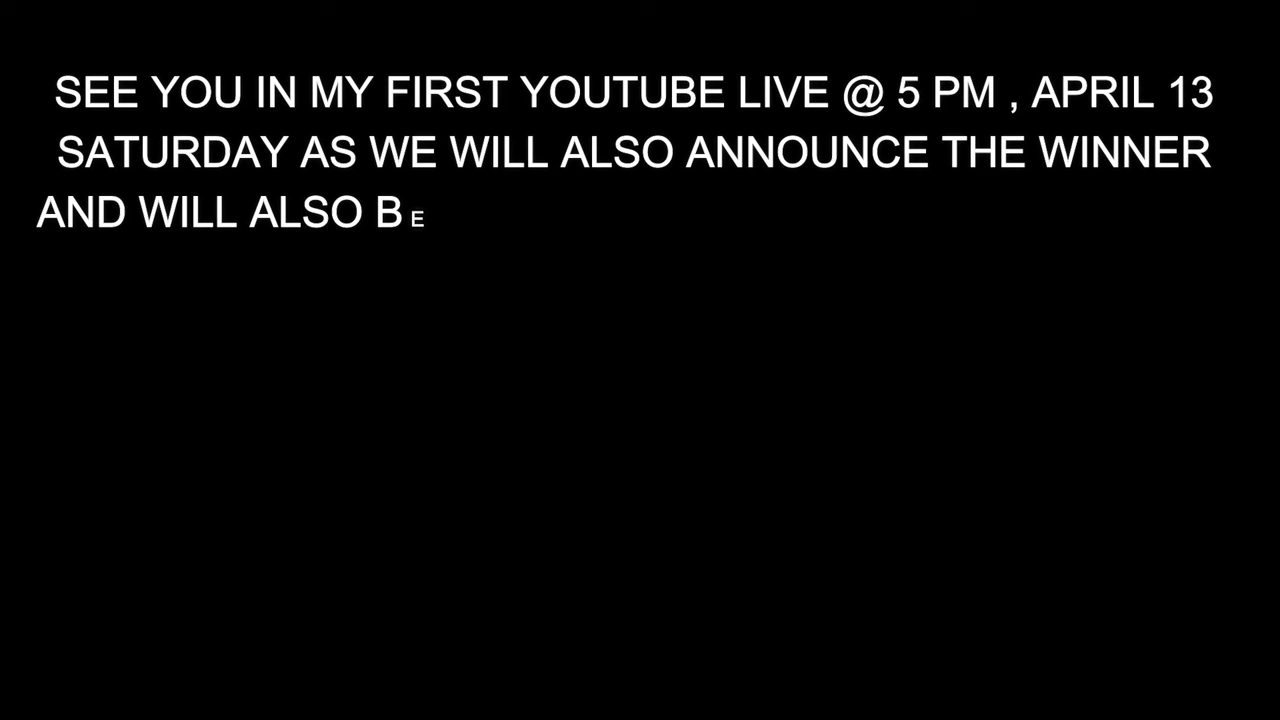 SEE YOU IN MY FIRST YOUTUBE LIVE @ 5 PM , APRIL 13
SATURDAY AS WE WILL ALSO ANNOUNCE THE WINNER
AND WILL ALSO BE